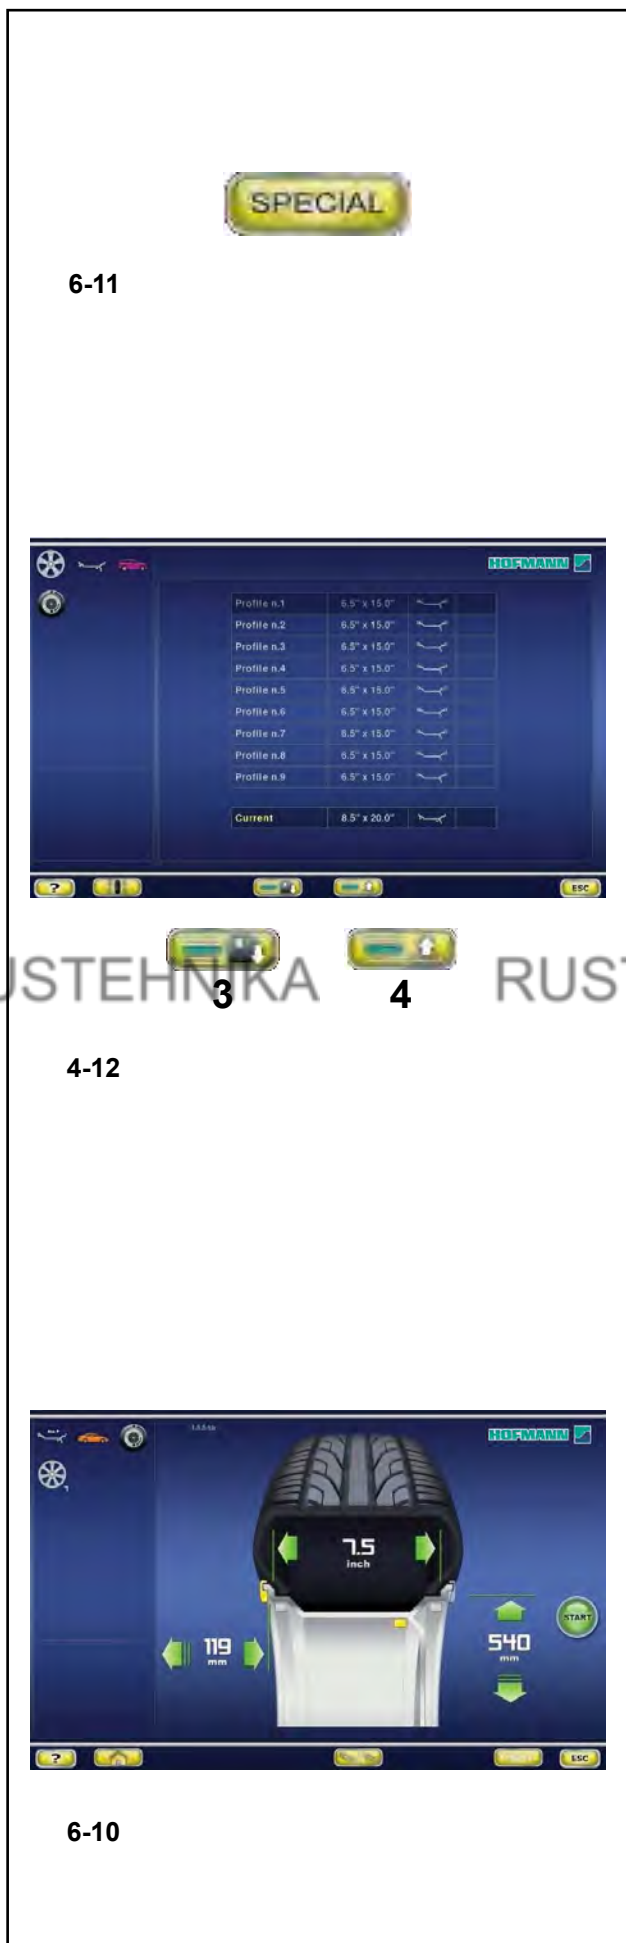 SPECIAL
6-11
HOFMANN
Profile n.1 6.5" x 15.0"
Profile n.2 6.5" x 15.0"
Profile n.3 6.5" x 15.0"
Profile n.4 6.5" x 15.0"
Profile n.5 6.5" x 15.0"
Profile n.6 6.5" x 15.0"
Profile n.7 6.5" x 15.0"
Profile n.8 6.5" x 15.0"
Profile n.9 6.5" x 15.0"
Current 8.5" x 20.0"
? ESC
USTEHNIKA RUST
3 4
4-12
HOFMANN
7.5
inch
START
119
mm
540
mm
1
? ESC
6-10